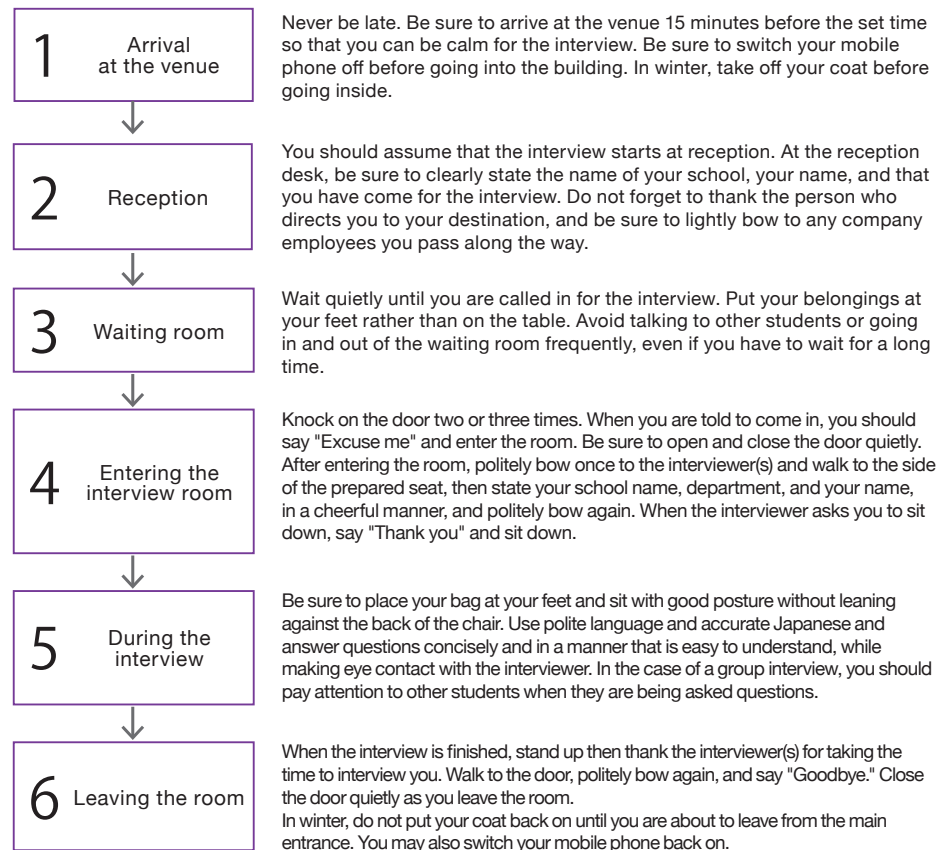 1
Arrival
at the venue
Never be late. Be sure to arrive at the venue 15 minutes before the set time
so that you can be calm for the interview. Be sure to switch your mobile
phone off before going into the building. In winter, take off your coat before
going inside.
2
Reception
You should assume that the interview starts at reception. At the reception
desk, be sure to clearly state the name of your school, your name, and that
you have come for the interview. Do not forget to thank the person who
directs you to your destination, and be sure to lightly bow to any company
employees you pass along the way.
3
Waiting room
Wait quietly until you are called in for the interview. Put your belongings at
your feet rather than on the table. Avoid talking to other students or going
in and out of the waiting room frequently, even if you have to wait for a long
time.
4
Entering the
interview room
Knock on the door two or three times. When you are told to come in, you should
say "Excuse me" and enter the room. Be sure to open and close the door quietly.
After entering the room, politely bow once to the interviewer(s) and walk to the side
of the prepared seat, then state your school name, department, and your name,
in a cheerful manner, and politely bow again. When the interviewer asks you to sit
down, say "Thank you" and sit down.
5
During the
interview
Be sure to place your bag at your feet and sit with good posture without leaning
against the back of the chair. Use polite language and accurate Japanese and
answer questions concisely and in a manner that is easy to understand, while
making eye contact with the interviewer. In the case of a group interview, you should
pay attention to other students when they are being asked questions.
6
Leaving the room
When the interview is finished, stand up then thank the interviewer(s) for taking the
time to interview you. Walk to the door, politely bow again, and say "Goodbye." Close
the door quietly as you leave the room.
In winter, do not put your coat back on until you are about to leave from the main
entrance. You may also switch your mobile phone back on.